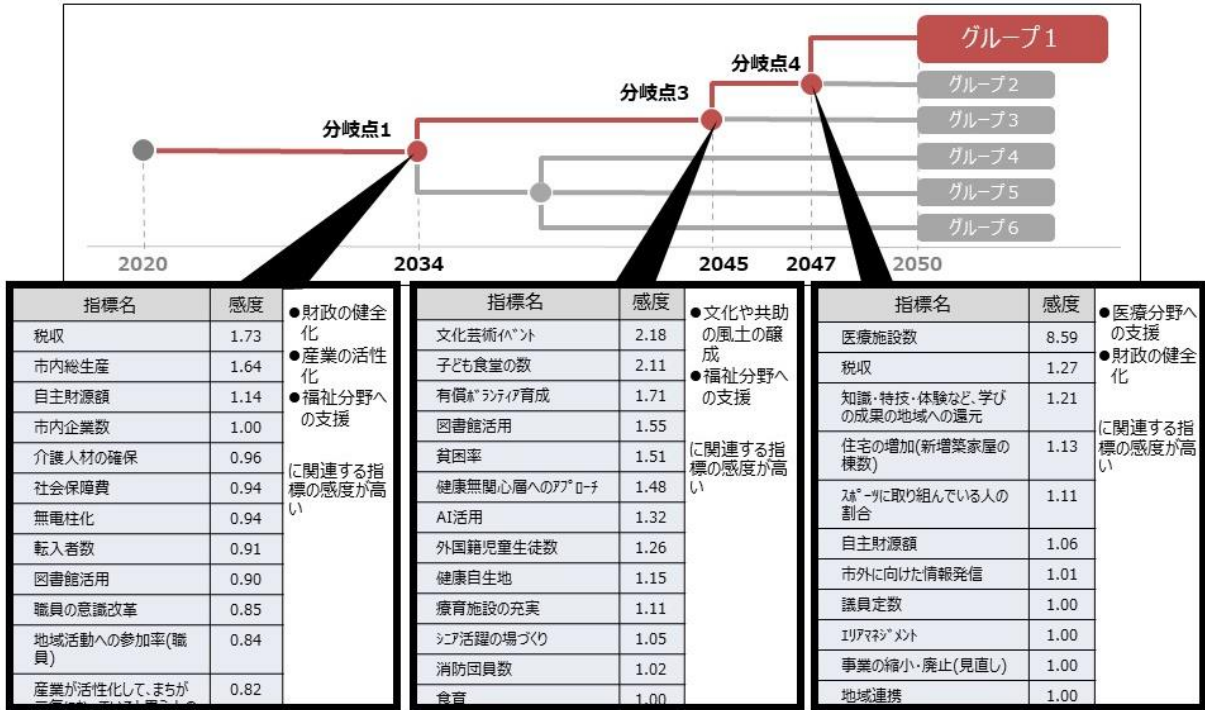 グループ1
分岐点4
グループ2
分岐点3
グループ3
分岐点1
グループ4
グループ5
グループ6
2020
2034
2045
2047
2050
指標名 感度
税収 1.73
市内総生産 1.64
自主財源額 1.14
市内企業数 1.00
介護人材の確保 0.96
社会保障費 0.94
無電柱化 0.94
転入者数 0.91
図書館活用 0.90
職員の意識改革 0.85
地域活動への参加率(職
員) 0.84
産業が活性化して、まちが 0.82
●財政の健全
化
●産業の活性
化
●福祉分野へ
の支援
に関連する指
標の感度が高
い
指標名 感度
文化芸術ｲﾍﾞﾝﾄ 2.18
子ども食堂の数 2.11
有償ﾎﾞﾗﾝﾃｨｱ育成 1.71
図書館活用 1.55
貧困率 1.51
健康無関心層へのｱﾌﾟﾛｰﾁ 1.48
AI活用 1.32
外国籍児童生徒数 1.26
健康自生地 1.15
療育施設の充実 1.11
ｼﾆｱ活躍の場づくり 1.05
消防団員数 1.02
食育 1.00
●文化や共助
の風土の醸
成
●福祉分野へ
の支援
に関連する指
標の感度が高
い
指標名 感度
医療施設数 8.59
税収 1.27
知識・特技・体験など、学び
の成果の地域への還元 1.21
住宅の増加(新増築家屋の
棟数) 1.13
ｽﾎﾟｰﾂに取り組んでいる人の
割合 1.11
自主財源額 1.06
市外に向けた情報発信 1.01
議員定数 1.00
ｴﾘｱﾏﾈｼﾞﾒﾝﾄ 1.00
事業の縮小・廃止(見直し) 1.00
地域連携 1.00
●医療分野へ
の支援
●財政の健全
化
に関連する指
標の感度が高
い